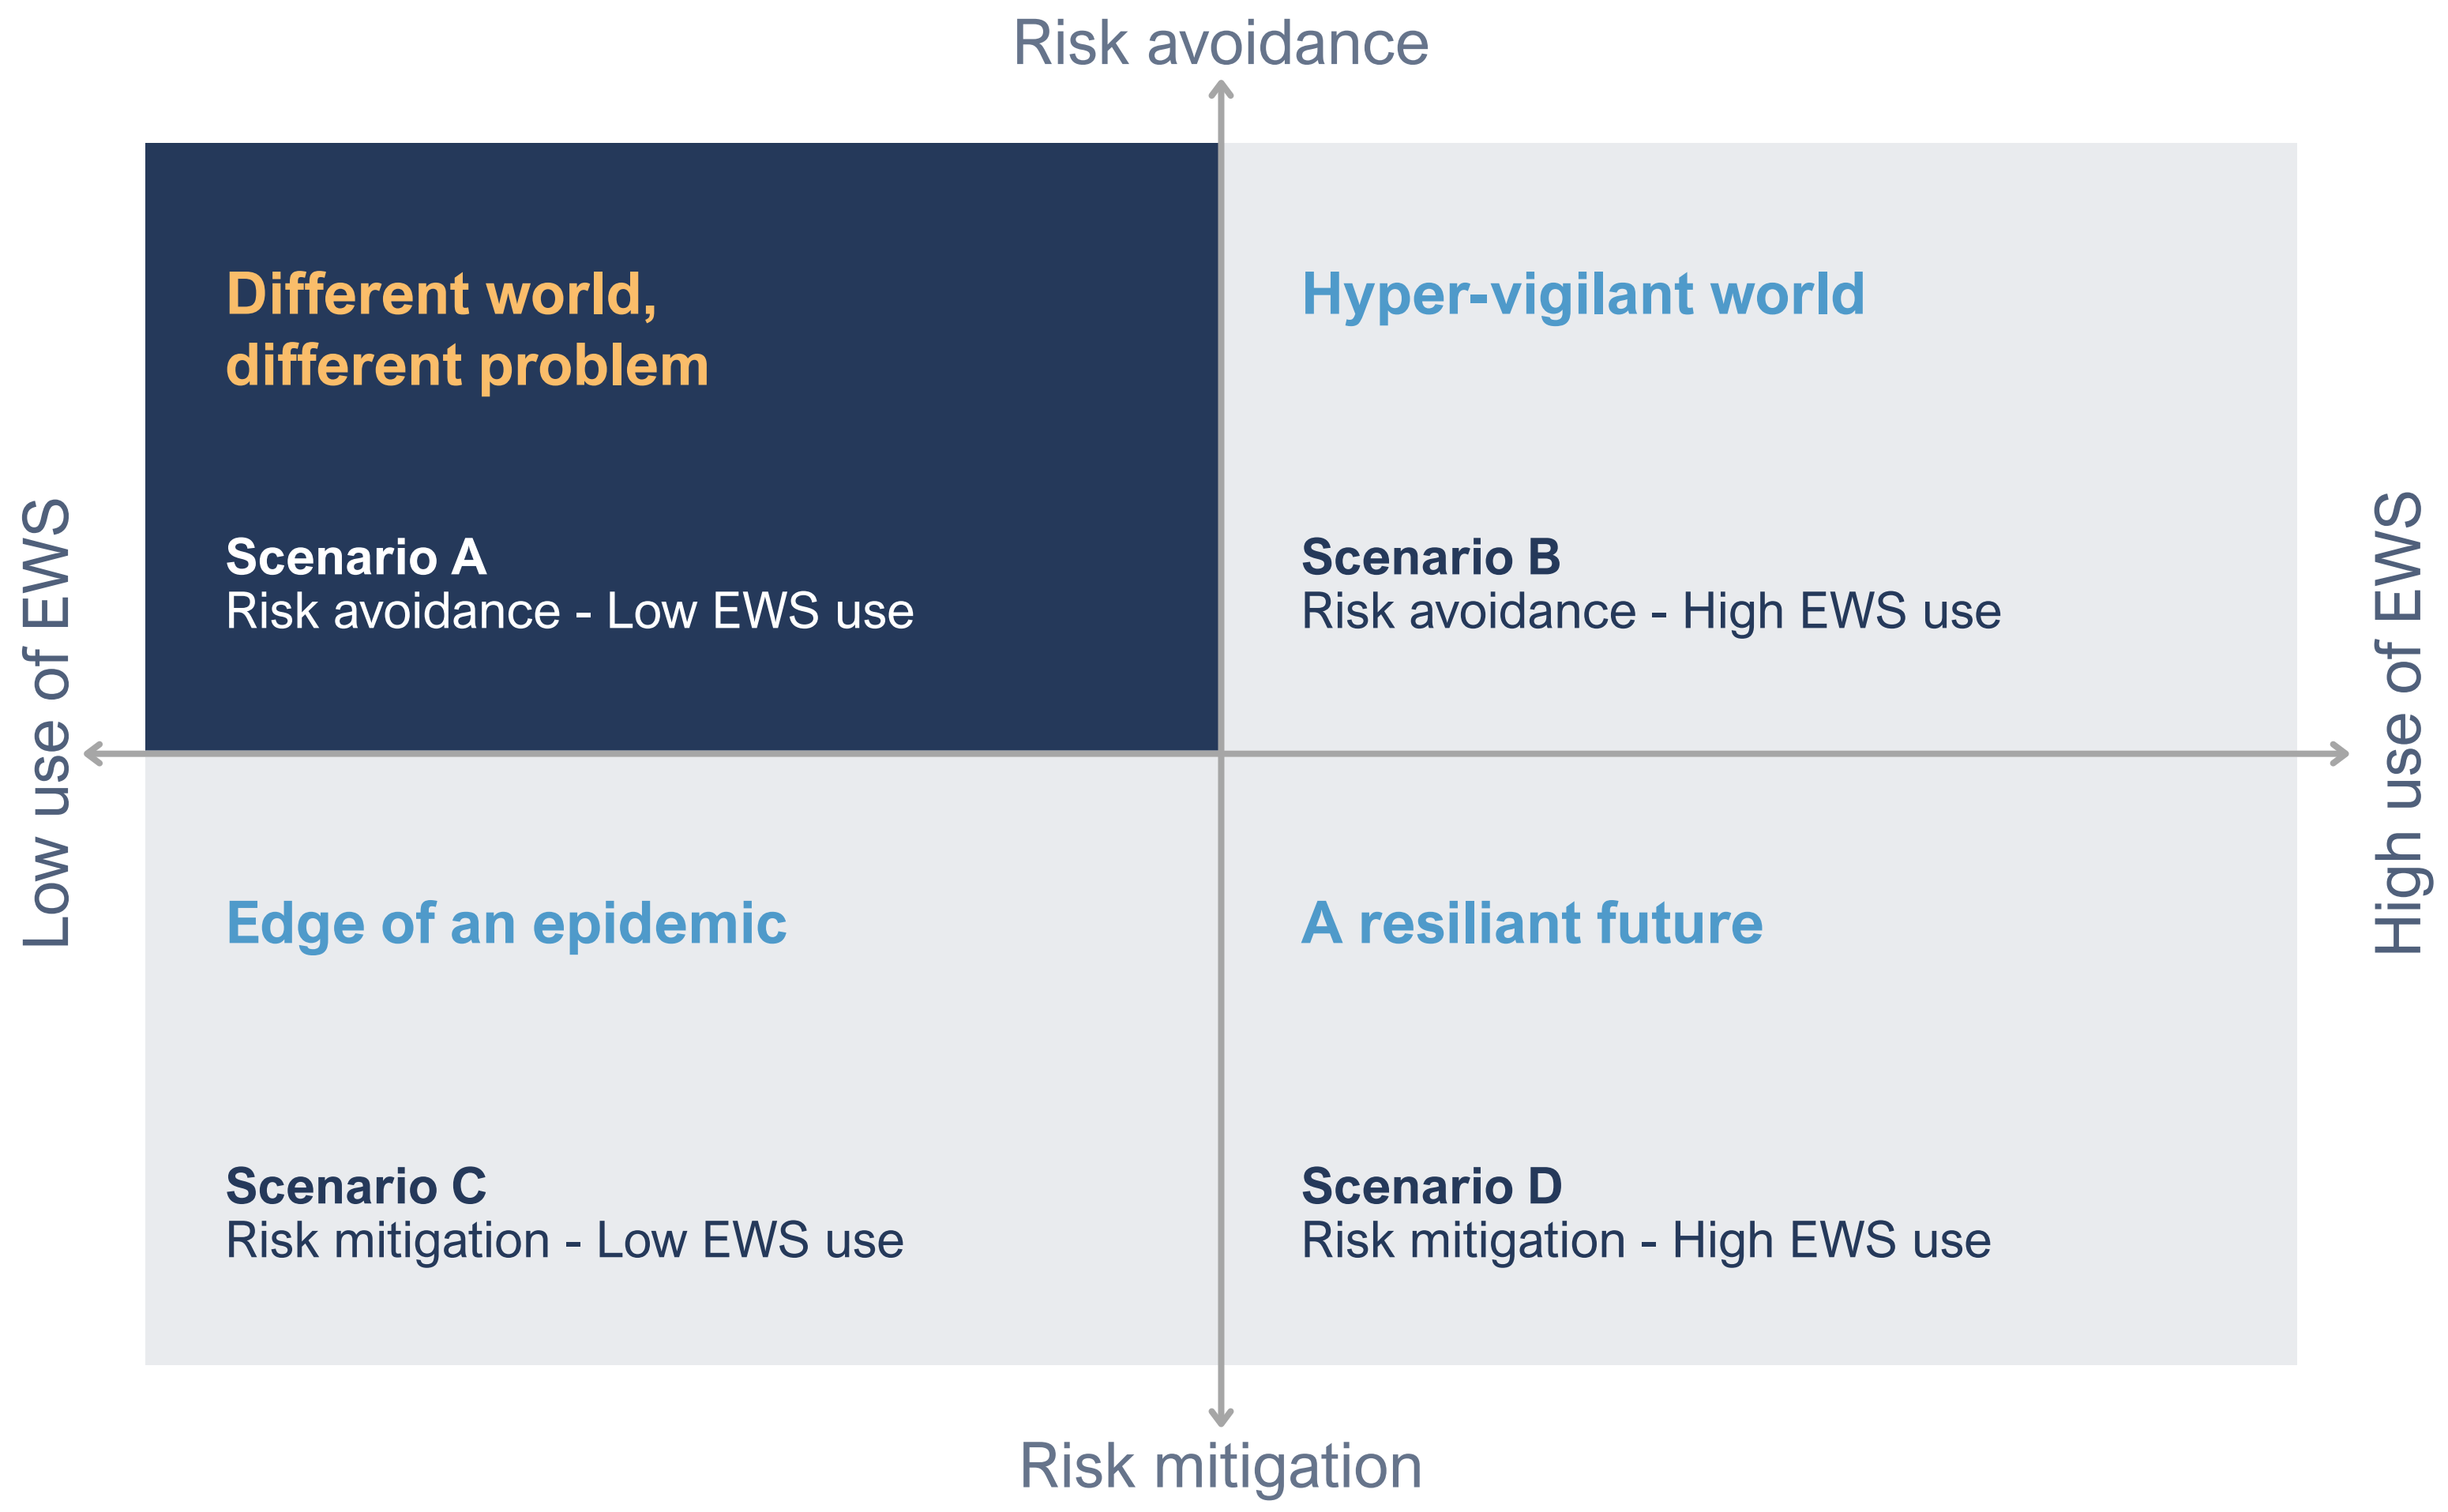 Risk avoidance
Different world,
different problem
Scenario A
Risk avoidance - Low EWS use
Hyper-vigilant world
Scenario B
Risk avoidance - High EWS use
Low use of EWS
High use of EWS
Edge of an epidemic
Scenario C
Risk mitigation - Low EWS use
A resiliant future
Scenario D
Risk mitigation - High EWS use
Risk mitigation